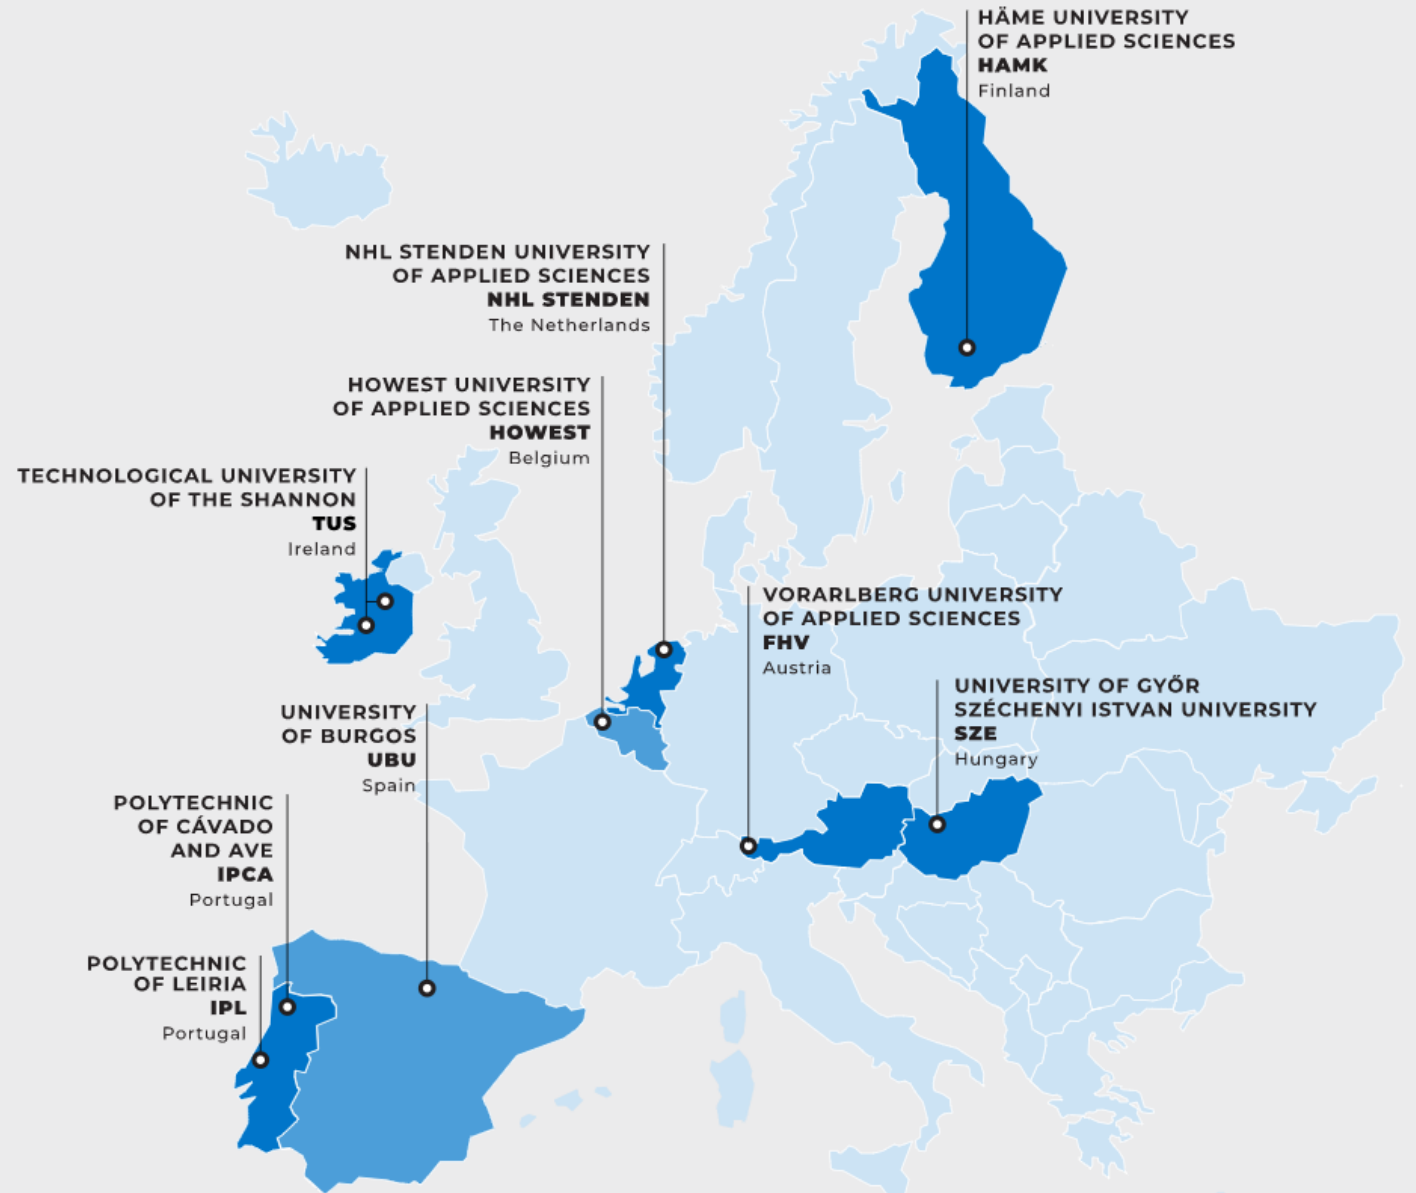 HÄME UNIVERSITY
OF APPLIED SCIENCES
HAMK
Finland
NHL STENDEN UNIVERSITY
OF APPLIED SCIENCES
NHL STENDEN
The Netherlands
HOWEST UNIVERSITY
OF APPLIED SCIENCES
HOWEST
Belgium
TECHNOLOGICAL UNIVERSITY
OF THE SHANNON
TUS
Ireland
VORARLBERG UNIVERSITY
OF APPLIED SCIENCES
FHV
Austria
UNIVERSITY OF GYŐR
SZÉCHENYI ISTVAN UNIVERSITY
SZE
Hungary
UNIVERSITY
OF BURGOS
UBU
Spain
POLYTECHNIC
OF CÁVADO
AND AVE
IPCA
Portugal
POLYTECHNIC
OF LEIRIA
IPL
Portugal